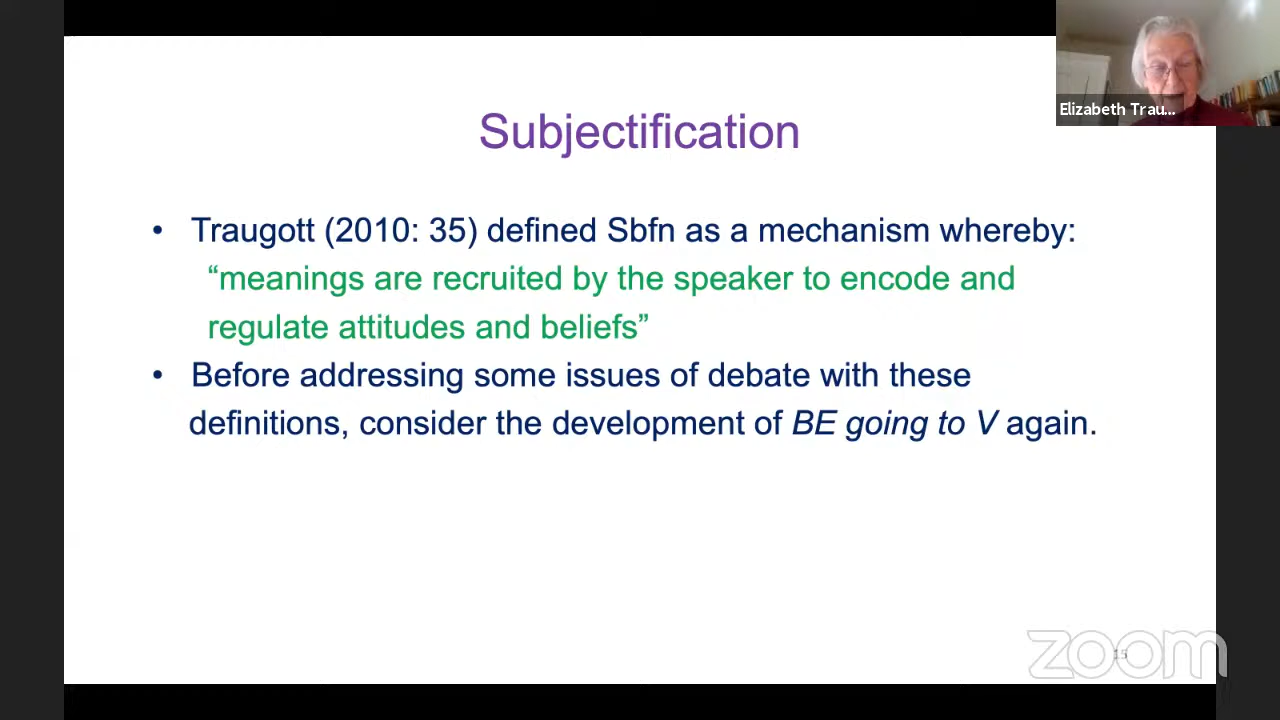 Elizabeth Trau...
Subjectification
• Traugott (2010: 35) defined Sbfn as a mechanism whereby:
“meanings are recruited by the speaker to encode and
regulate attitudes and beliefs”
• Before addressing some issues of debate with these
definitions, consider the development of BE going to V again.
zoom
15